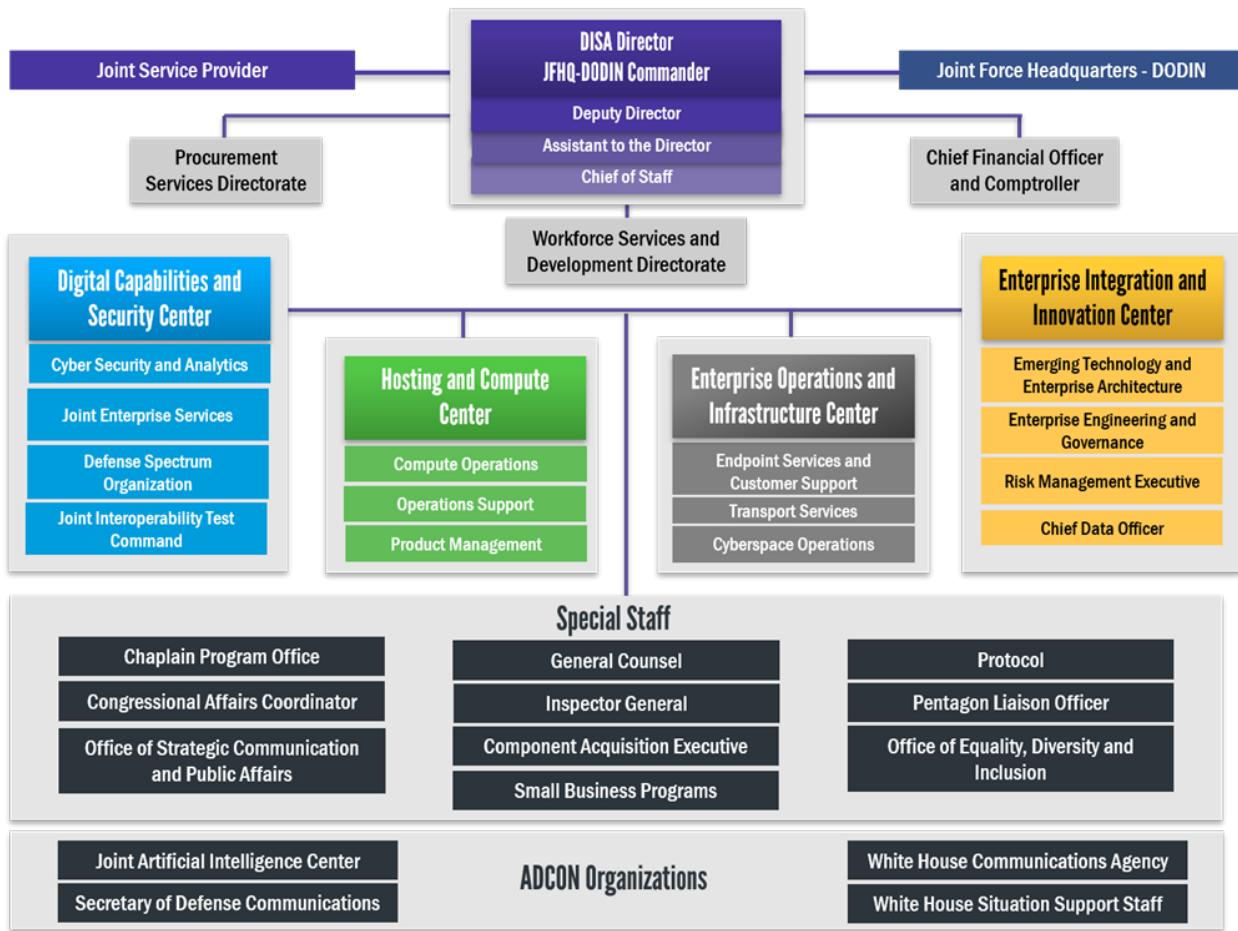 DISA Director
JFHQ-DODIN Commander
Deputy Director
Assistant to the Director
Chief of Staff
Joint Service Provider
Joint Force Headquarters - DODIN
Procurement
Services Directorate
Chief Financial Officer
and Comptroller
Workforce Services and
Development Directorate
Digital Capabilities and
Security Center
Cyber Security and Analytics
Joint Enterprise Services
Defense Spectrum
Organization
Joint Interoperability Test
Command
Hosting and Compute
Center
Compute Operations
Operations Support
Product Management
Enterprise Operations and
Infrastructure Center
Endpoint Services and
Customer Support
Transport Services
Cyberspace Operations
Enterprise Integration and
Innovation Center
Emerging Technology and
Enterprise Architecture
Enterprise Engineering and
Governance
Risk Management Executive
Chief Data Officer
Special Staff
Chaplain Program Office
Congressional Affairs Coordinator
Office of Strategic Communication
and Public Affairs
General Counsel
Inspector General
Component Acquisition Executive
Small Business Programs
Protocol
Pentagon Liaison Officer
Office of Equality, Diversity and
Inclusion
ADCON Organizations
Joint Artificial Intelligence Center
Secretary of Defense Communications
White House Communications Agency
White House Situation Support Staff